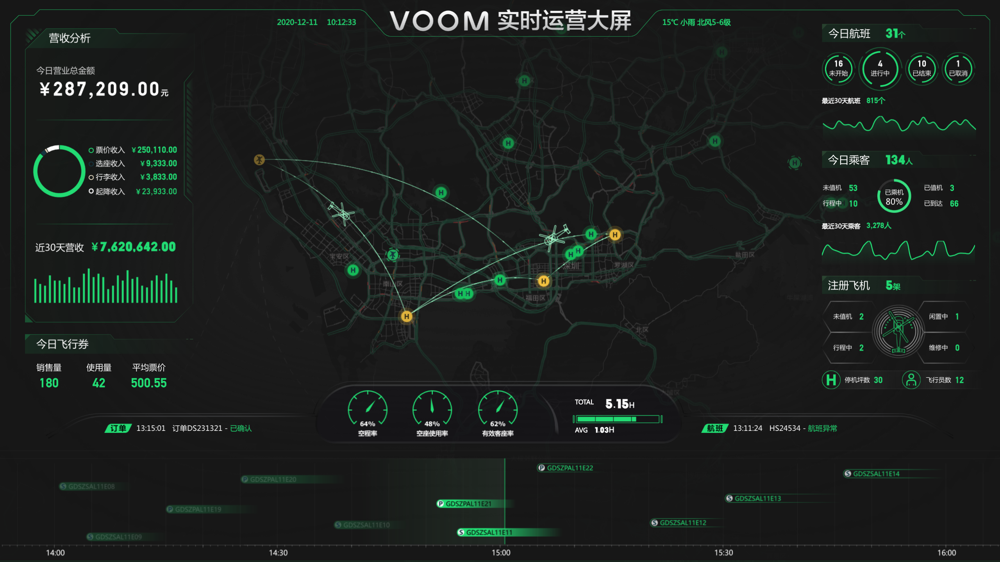 VOOM 实时运营大屏
2020-12-11 10:12:33
15℃ 小雨 北风5-6级
营收分析
今日营业总金额
¥287,209.00元
票价收入 ¥250,110.00
选座收入 ¥9,333.00
行李收入 ¥3,833.00
起降收入 ¥23,933.00
近30天营收 ¥7,620,642.00
今日飞行券
销售量 使用量 平均票价
180 42 500.55
H
H
H
H
H
H
H
H
H
H
H
H
H H
H
H
H
宝安区
南山区
深圳
罗湖区
福田区
盐田区
北区
今日航班 31个
16 4 10 1
未开始 进行中 已结束 已取消
最近30天航班 815个
今日乘客 134人
未值机 53
已乘机
80%
已值机 3
行程中 10
已到达 66
最近30天乘客 3,278人
注册飞机 5架
未值机 2
闲置中 1
行程中 2
维修中 0
H 停机坪数 30
飞行员数 12
订单 13:15:01 订单DS231321 - 已确认
64% 48% 62%
空程率 空座使用率 有效客座率
TOTAL 5.15H
AVG 1.03H
航班 13:11:24 HS24534 - 航班异常
P GDSZPAL11E22
S GDSZSAL11E14
P GDSZPAL11E20
S GDSZSAL11E08
S GDSZSAL11E13
P GDSZPAL11E21
P GDSZPAL11E19
S GDSZSAL11E12
S GDSZSAL11E10
S GDSZSAL11E11
S GDSZSAL11E09
14:00 14:30 15:00 15:30 16:00